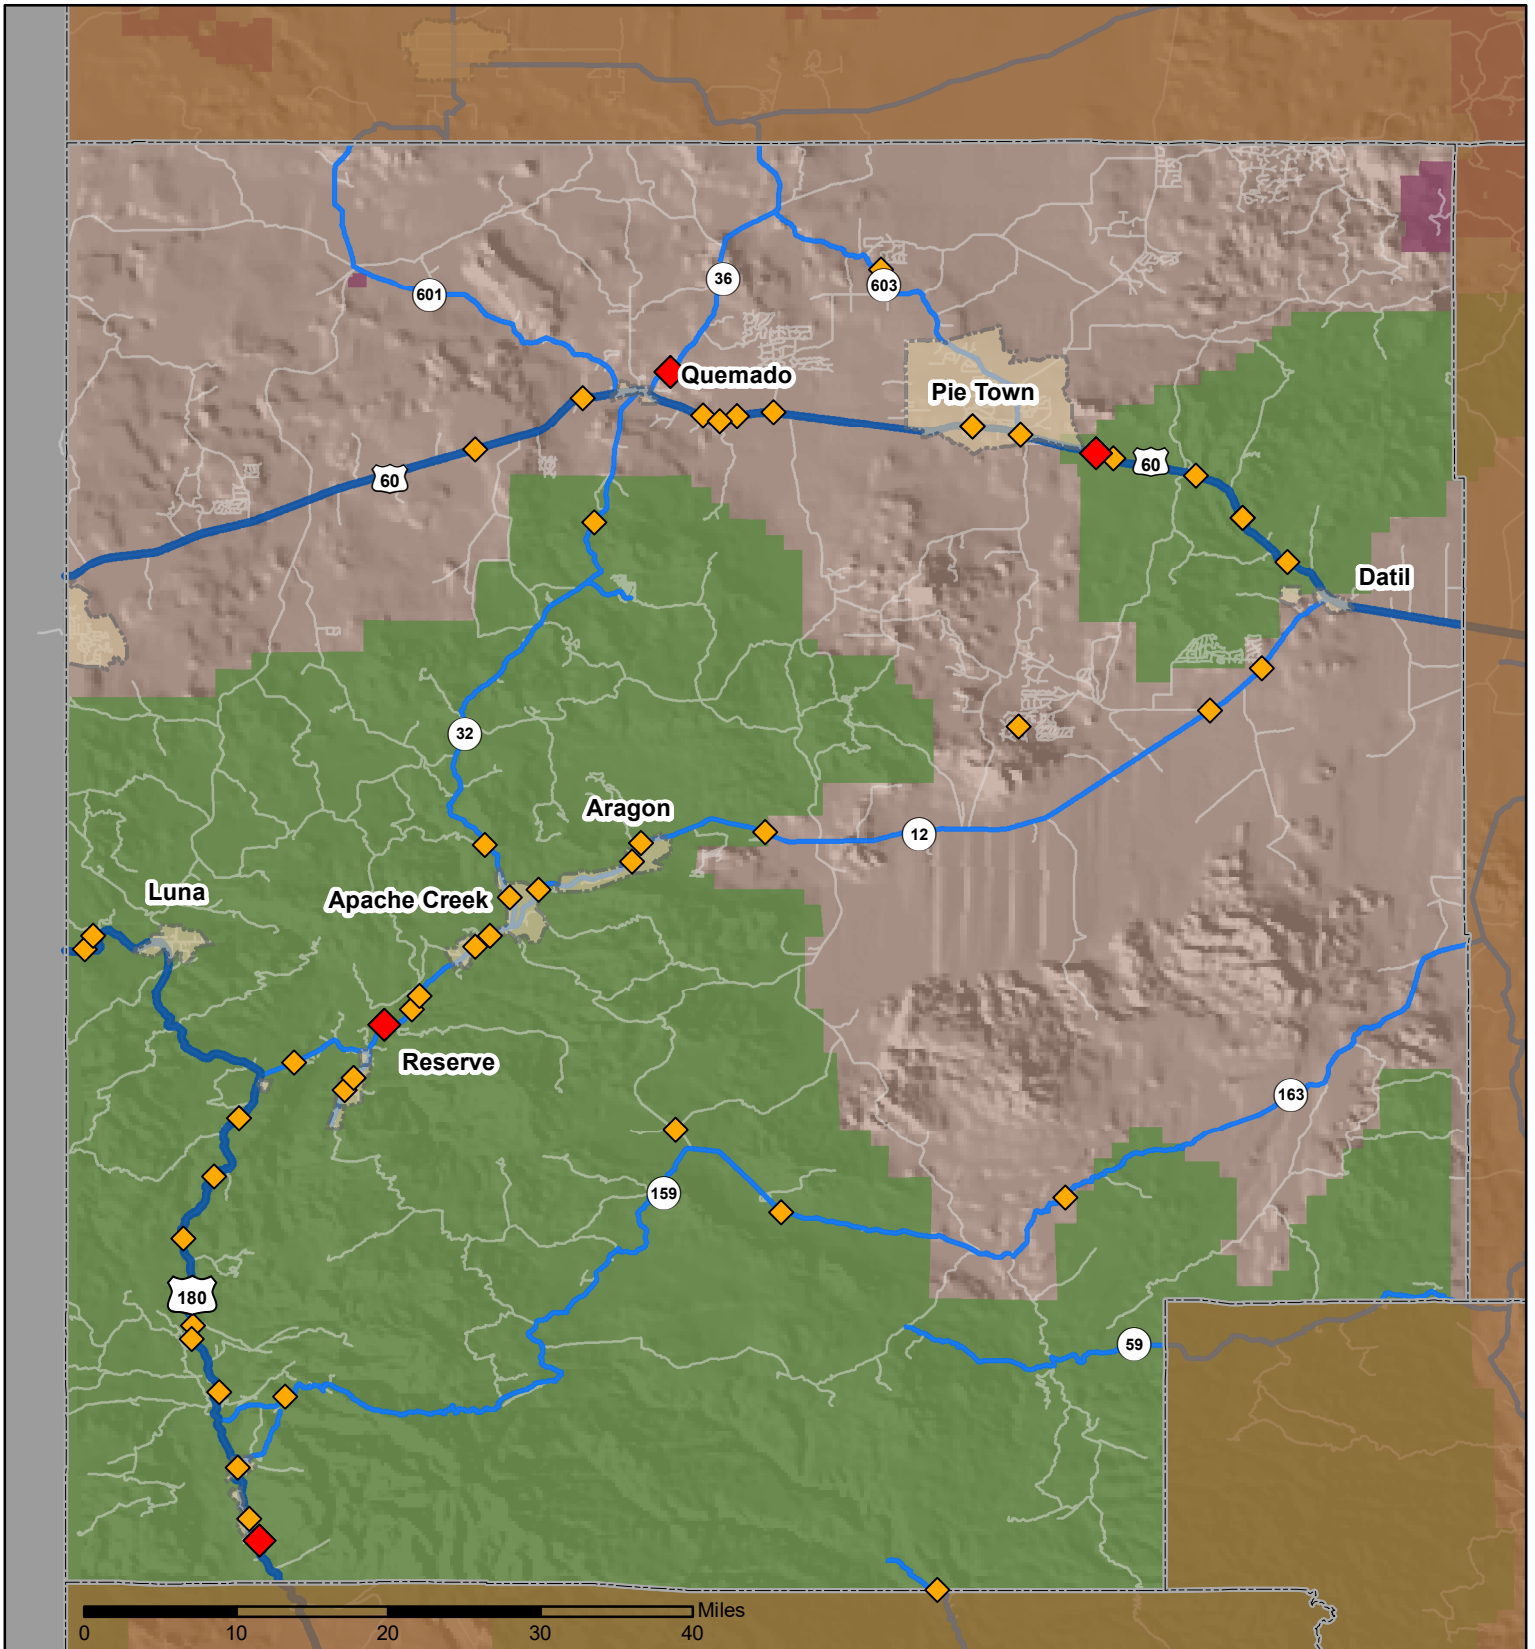 36
603
601
Quemado
Pie Town
60
60
Datil
32
Aragon
12
Luna
Apache Creek
Reserve
163
159
180
59
Miles
0 10 20 30 40